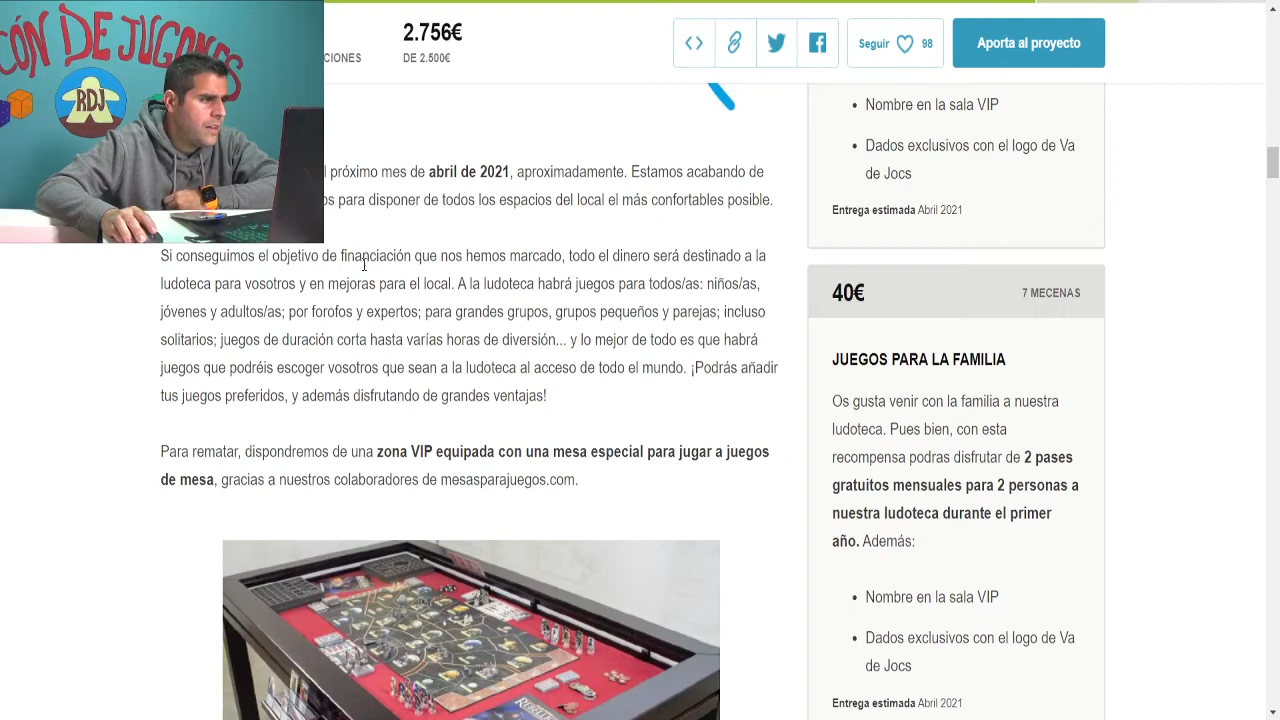 CÓN DE JUGONES
RDJ
CIONES
2.756€
DE 2.500€
Seguir
98
Aporta al proyecto
l próximo mes de abril de 2021, aproximadamente. Estamos acabando de
os para disponer de todos los espacios del local el más confortables posible.
Si conseguimos el objetivo de financiación que nos hemos marcado, todo el dinero será destinado a la
ludoteca para vosotros y en mejoras para el local. A la ludoteca habrá juegos para todos/as: niños/as,
jóvenes y adultos/as; por forofos y expertos; para grandes grupos, grupos pequeños y parejas; incluso
solitarios; juegos de duración corta hasta varías horas de diversión... y lo mejor de todo es que habrá
juegos que podréis escoger vosotros que sean a la ludoteca al acceso de todo el mundo. ¡Podrás añadir
tus juegos preferidos, y además disfrutando de grandes ventajas!
Para rematar, dispondremos de una zona VIP equipada con una mesa especial para jugar a juegos
de mesa, gracias a nuestros colaboradores de mesasparajuegos.com.
• Nombre en la sala VIP
• Dados exclusivos con el logo de Va
de Jocs
Entrega estimada Abril 2021
40€
7 MECENAS
JUEGOS PARA LA FAMILIA
Os gusta venir con la familia a nuestra
ludoteca. Pues bien, con esta
recompensa podras disfrutar de 2 pases
gratuitos mensuales para 2 personas a
nuestra ludoteca durante el primer
año. Además:
• Nombre en la sala VIP
• Dados exclusivos con el logo de Va
de Jocs
Entrega estimada Abril 2021